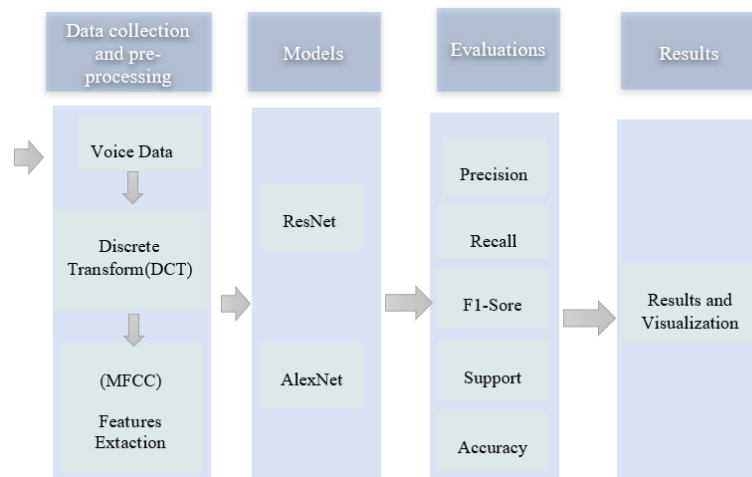 Data collection
and pre-
processing
Models
Evaluations
Results
Voice Data
Discrete
Transform(DCT)
(MFCC)
Features
Extaction
ResNet
AlexNet
Precision
Recall
F1-Sore
Support
Accuracy
Results and
Visualization